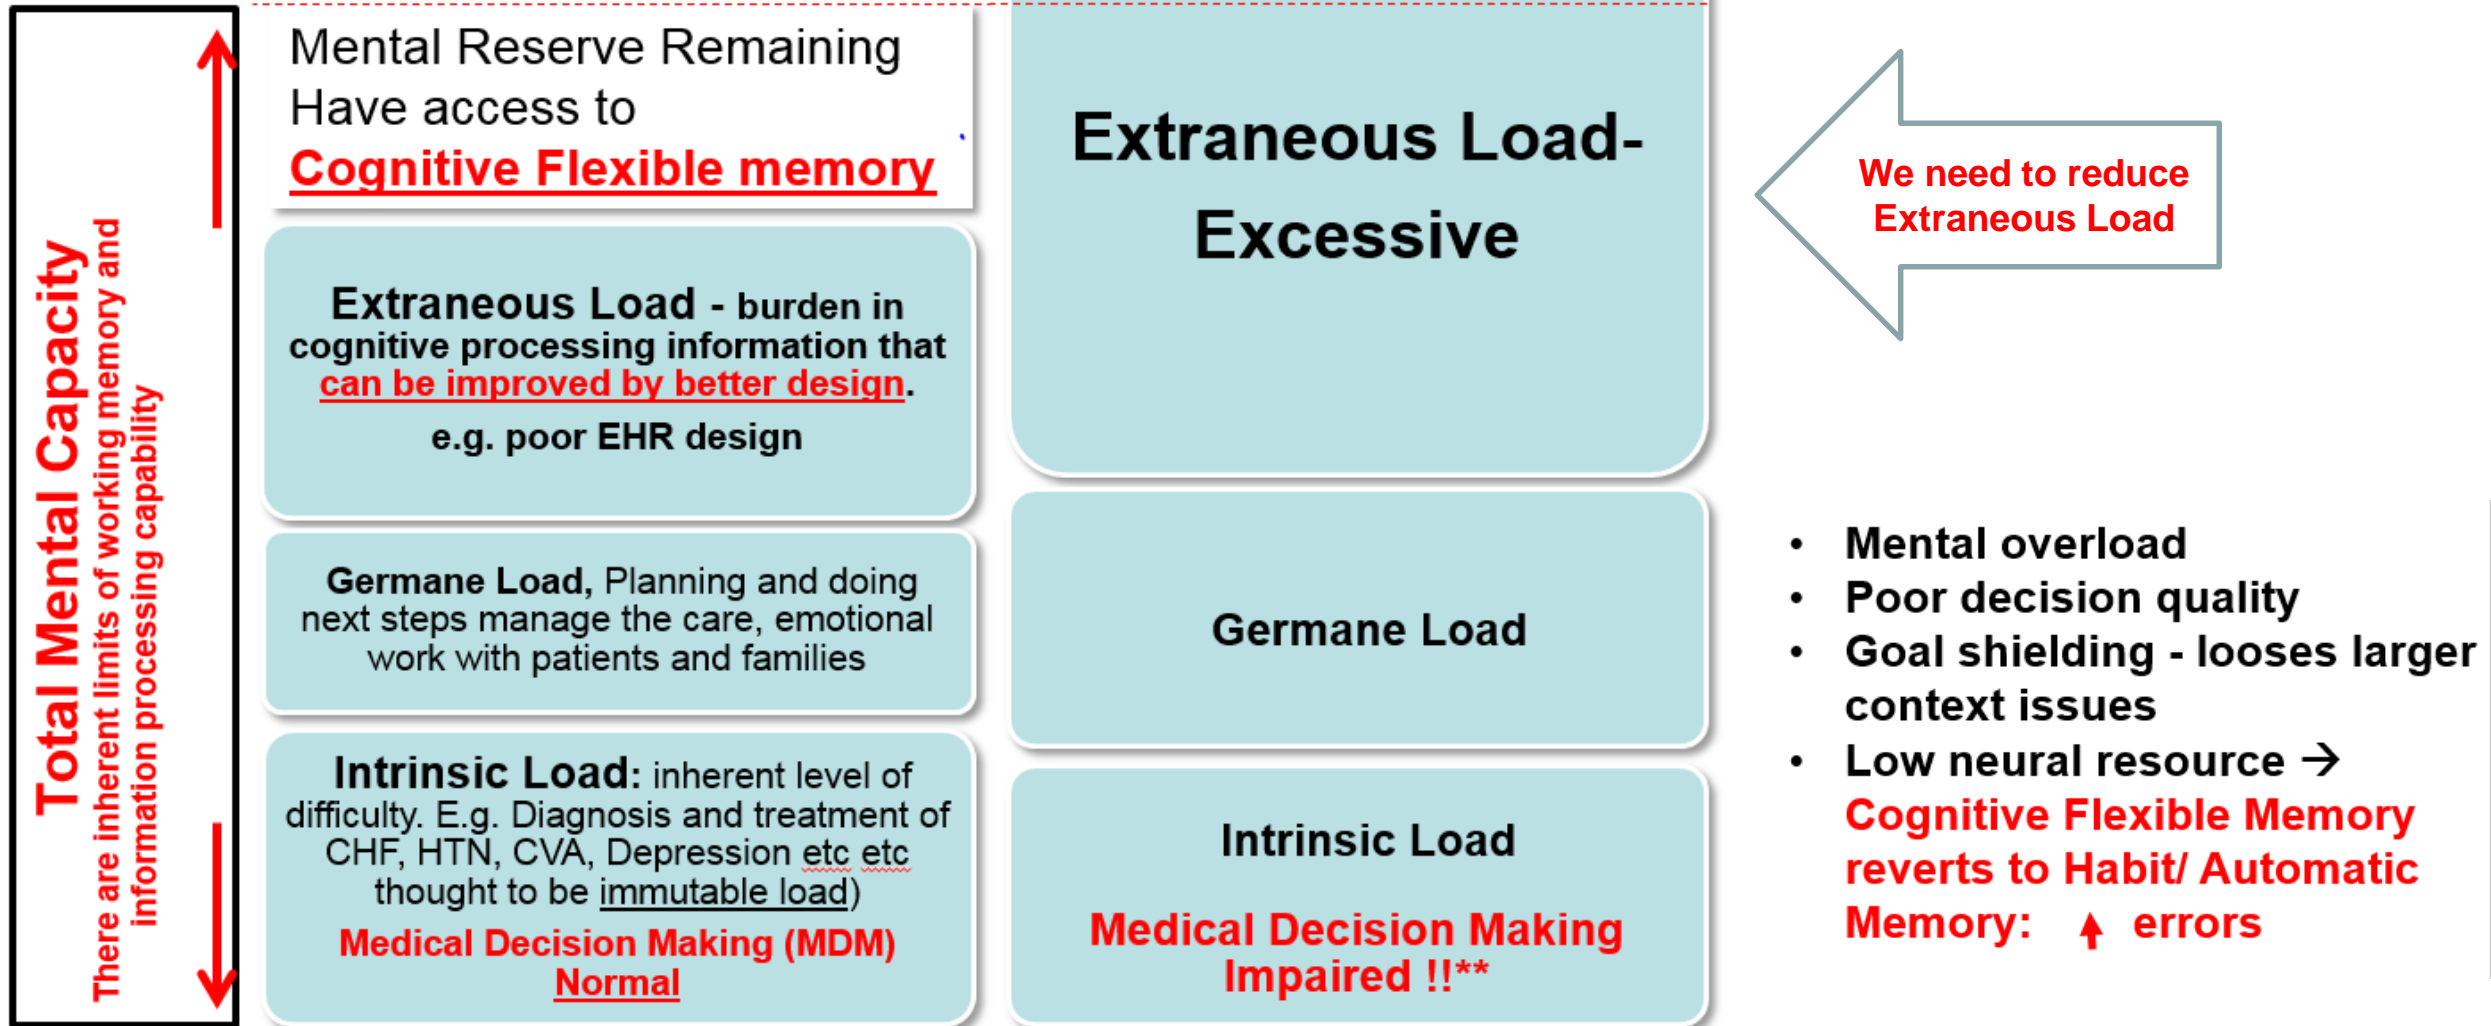 Total Mental Capacity
There are inherent limits of working memory and
information processing capability
Mental Reserve Remaining
Have access to
Cognitive Flexible memory
Extraneous Load - burden in
cognitive processing information that
can be improved by better design.
e.g. poor EHR design
Germane Load, Planning and doing
next steps manage the care, emotional
work with patients and families
Intrinsic Load: inherent level of
difficulty. E.g. Diagnosis and treatment of
CHF, HTN, CVA, Depression etc etc
thought to be immutable load)
Medical Decision Making (MDM)
Normal
Extraneous Load-
Excessive
Germane Load
Intrinsic Load
Medical Decision Making
Impaired !!**
We need to reduce
Extraneous Load
• Mental overload
• Poor decision quality
• Goal shielding - looses larger
context issues
• Low neural resource →
Cognitive Flexible Memory
reverts to Habit/ Automatic
Memory: ↑ errors